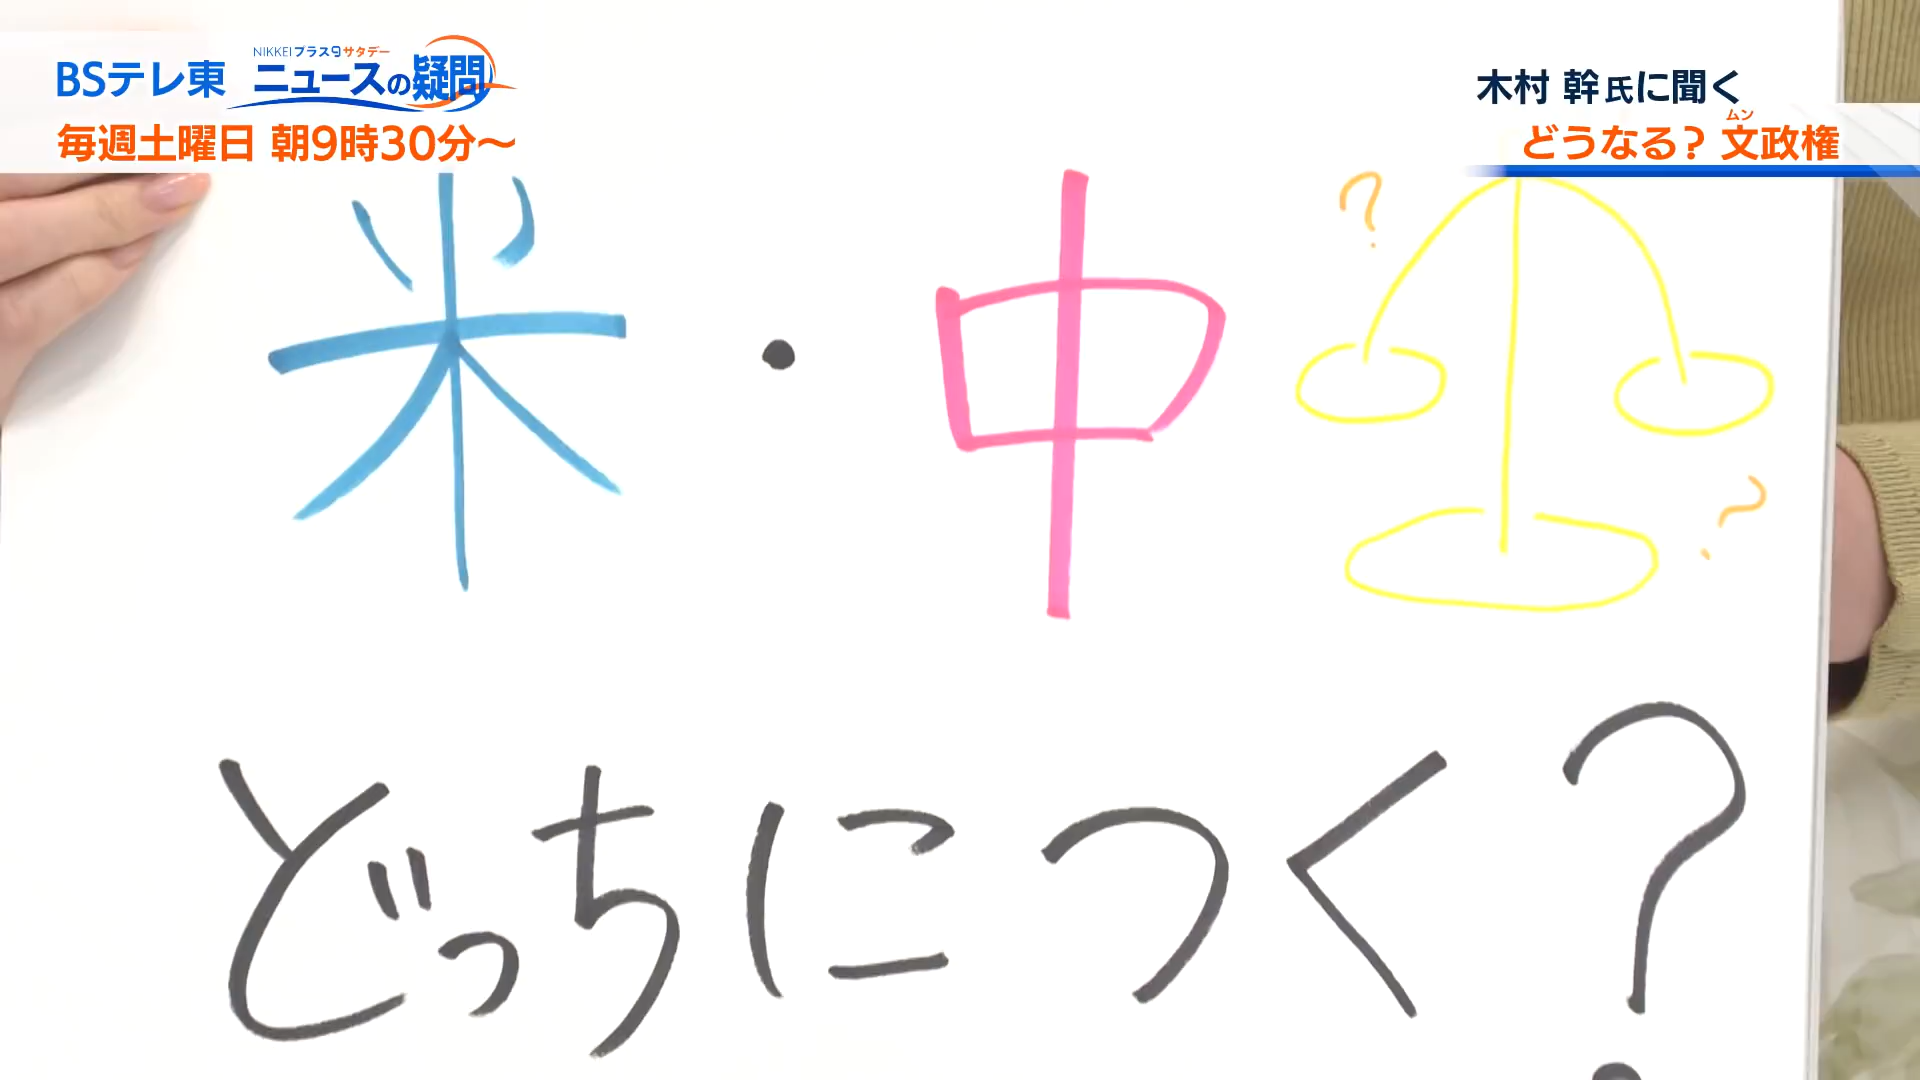 BSテレ東
NIKKEIプラス9サタデー
ニュースの疑問
毎週土曜日 朝9時30分〜
木村 幹氏に聞く
ムン
どうなる? 文政権
米・中
?
?
どっちにつく?